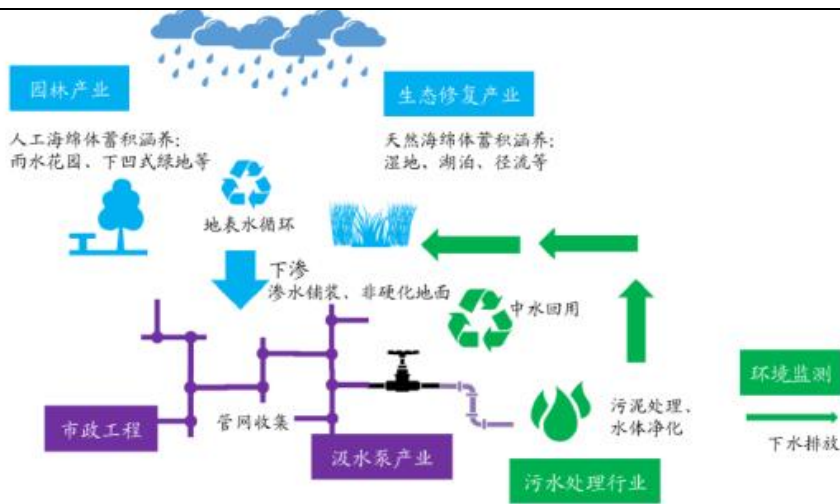 园林产业
生态修复产业
人工海绵体蓄积涵养:
雨水花园、下凹式绿地等
天然海绵体蓄积涵养:
湿地、湖泊、径流等
地表水循环
下渗
渗水铺装、非硬化地面
中水回用
环境监测
市政工程
管网收集
汲水泵产业
污泥处理、
水体净化
下水排放
污水处理行业